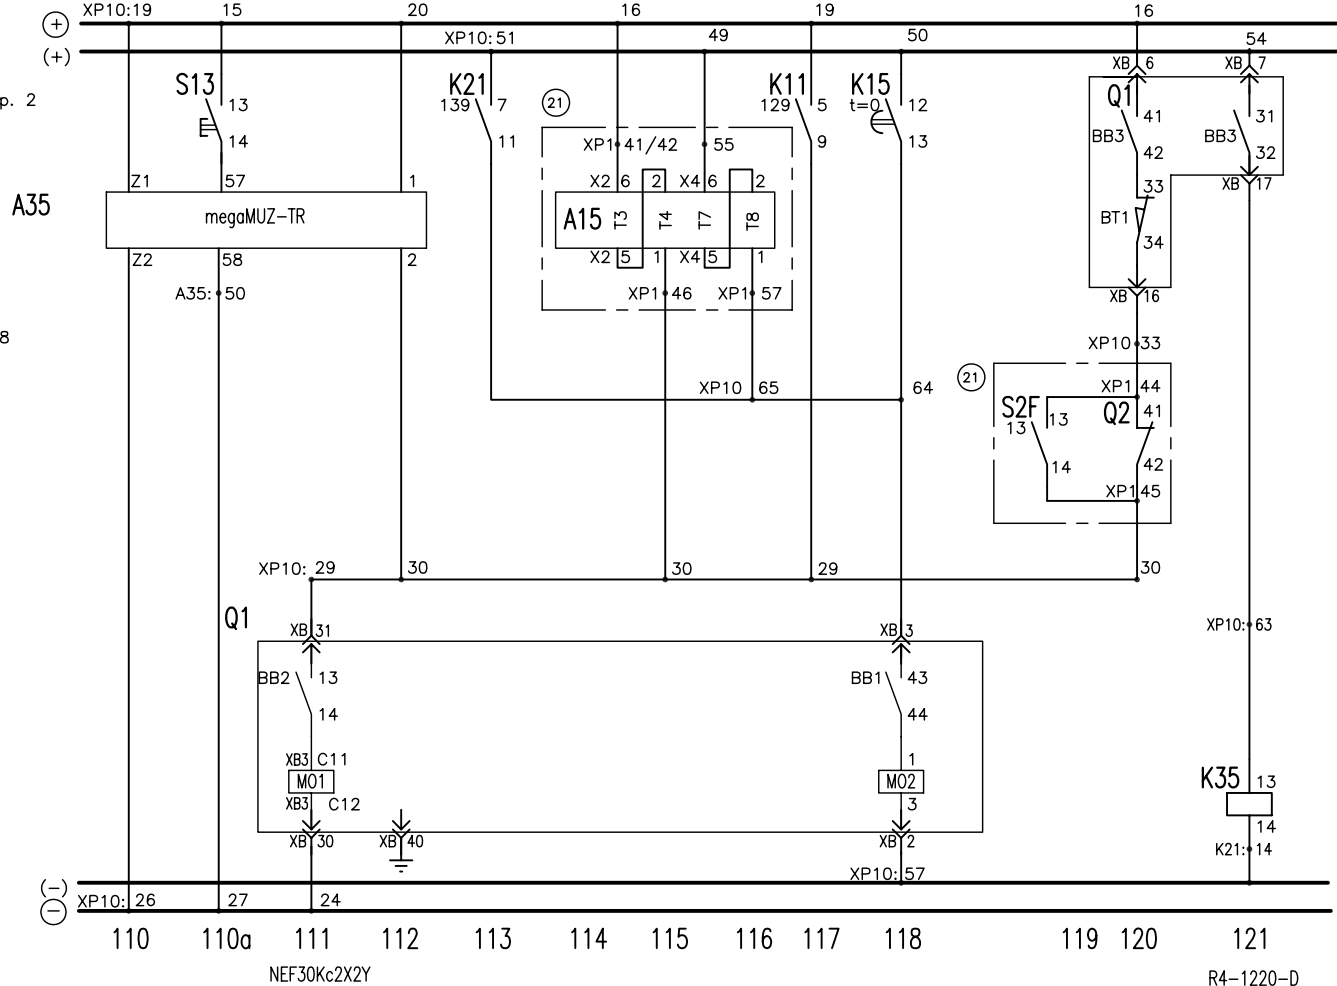 XP10:19 15 20 16 19 16
(+) XP10:51 49 50 54
(+)
p. 2
S13 13 14
K21 139 7 11
21
K11 129 5 9
K15 t=0 12 13
XB 6 XB 7
Q1 41 BB3 42
31 BB3 32
XP1 41/42 55
Z1 57 1
X2 6 2 X4 6 2
33 BT1 34
XB 17
A35 megaMUZ-TR
A15 T3 T4 T7 T8
Z2 58 2
X2 5 1 X4 5 1
A35: 50
XP1 46 XP1 57
XB 16
8
XP10 33
21
XP10 65 64
XP1 44
S2F 13 13 14
Q2 41 42
XP1 45
XP10: 29 30 30 29 30
Q1
XB 31 XB 3
XP10: 63
BB2 13 14
BB1 43 44
XB3 C11 1
MO1 MO2
XB3 C12 3
K35 13 14
XB 30 XB 40 XB 2
K21: 14
XP10: 57
(-)
XP10: 26 27 24
110 110a 111 112 113 114 115 116 117 118 119 120 121
NEF30Kc2X2Y
R4-1220-D